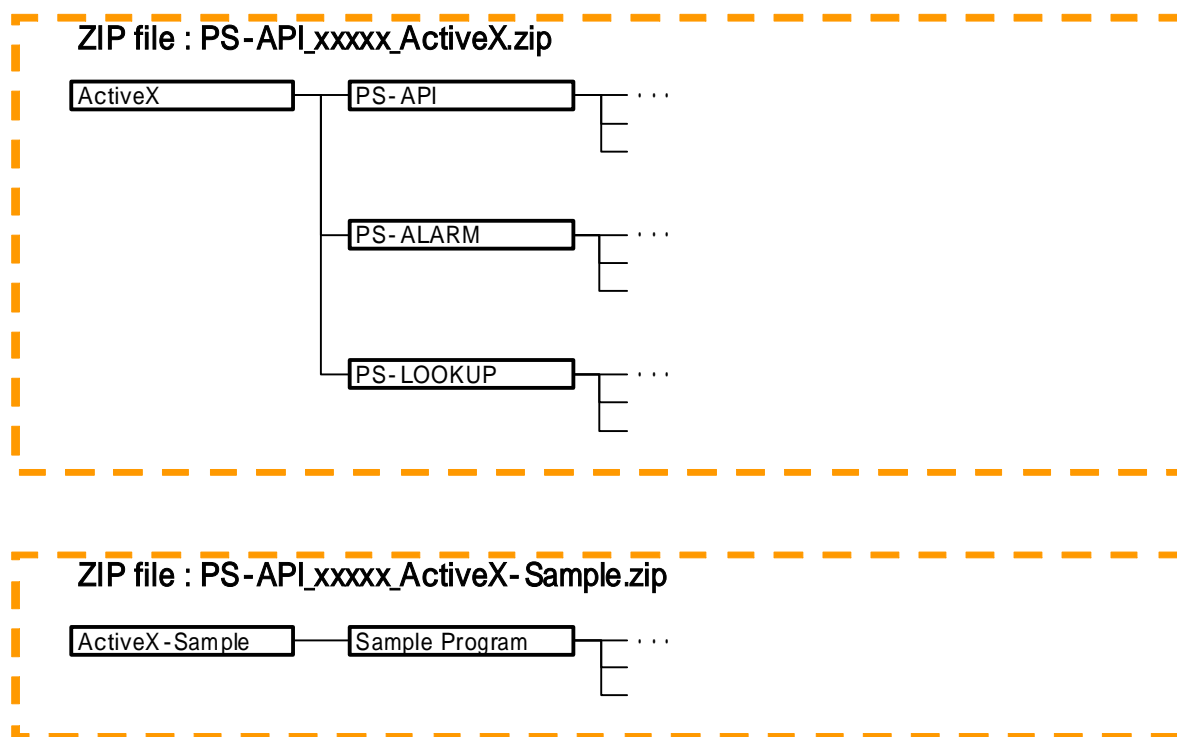 ZIP file : PS-API_xxxxx_ActiveX.zip
ActiveX
PS-API
. . .
PS-ALARM
. . .
PS-LOOKUP
. . .
ZIP file : PS-API_xxxxx_ActiveX-Sample.zip
ActiveX-Sample
Sample Program
. . .